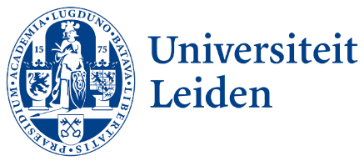 ACADEMIA · LUGDUNO · BATAVA · LIBERTATIS · PRAESIDIUM ·
15 75
Universiteit
Leiden